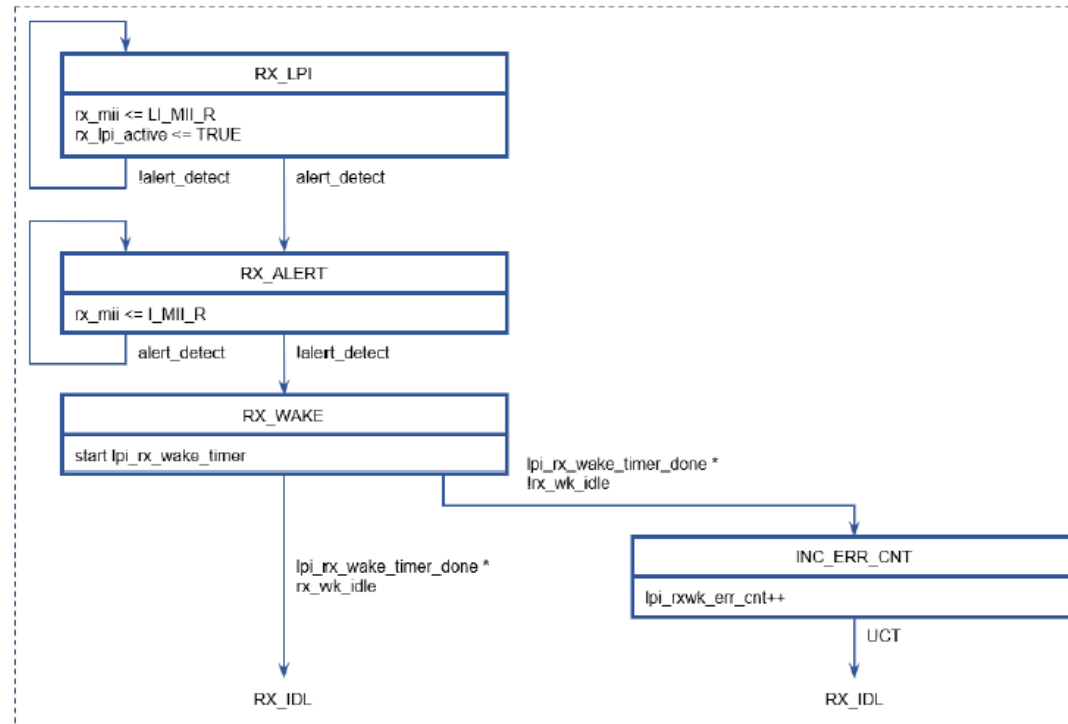 RX_LPI
rx_mii <= LI_MII_R
rx_lpi_active <= TRUE
!alert_detect
alert_detect
RX_ALERT
rx_mii <= I_MII_R
alert_detect
!alert_detect
RX_WAKE
start lpi_rx_wake_timer
lpi_rx_wake_timer_done *
!rx_wk_idle
lpi_rx_wake_timer_done *
rx_wk_idle
INC_ERR_CNT
lpi_rxwk_err_cnt++
UCT
RX_IDL
RX_IDL